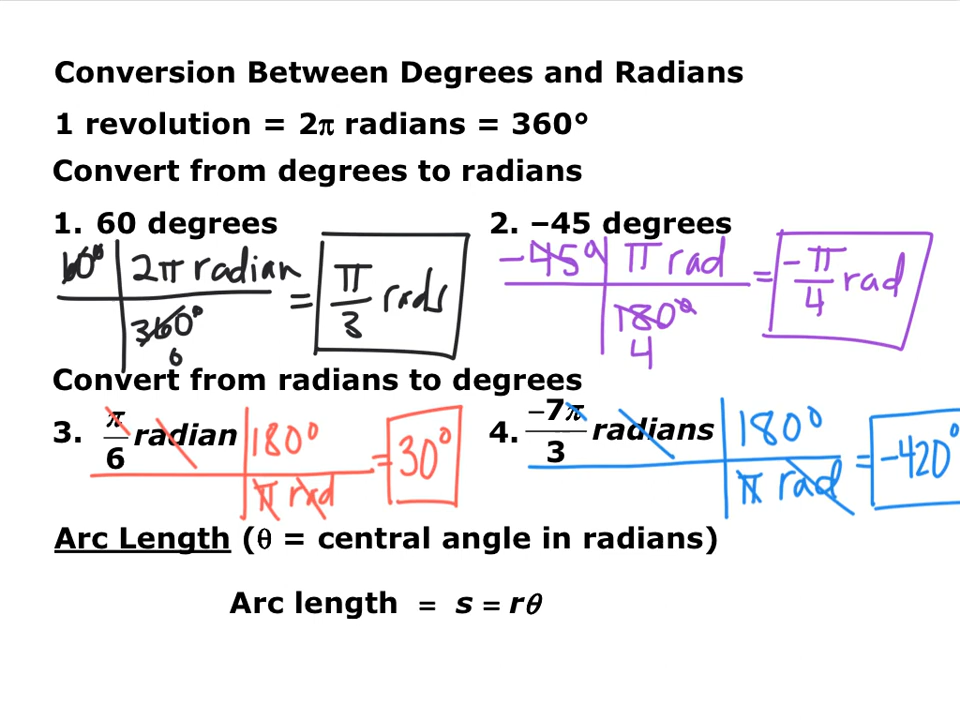 Conversion Between Degrees and Radians
1 revolution = 2π radians = 360°
Convert from degrees to radians
1. 60 degrees
60° | 2π radian
360°
6
= π/3 rads
2. –45 degrees
-45° | π rad
180°
4
= -π/4 rad
Convert from radians to degrees
3. π/6 radian | 180°
π rad
= 30°
4. –7π/3 radians | 180°
π rad
= -420°
Arc Length (θ = central angle in radians)
Arc length = s = rθ